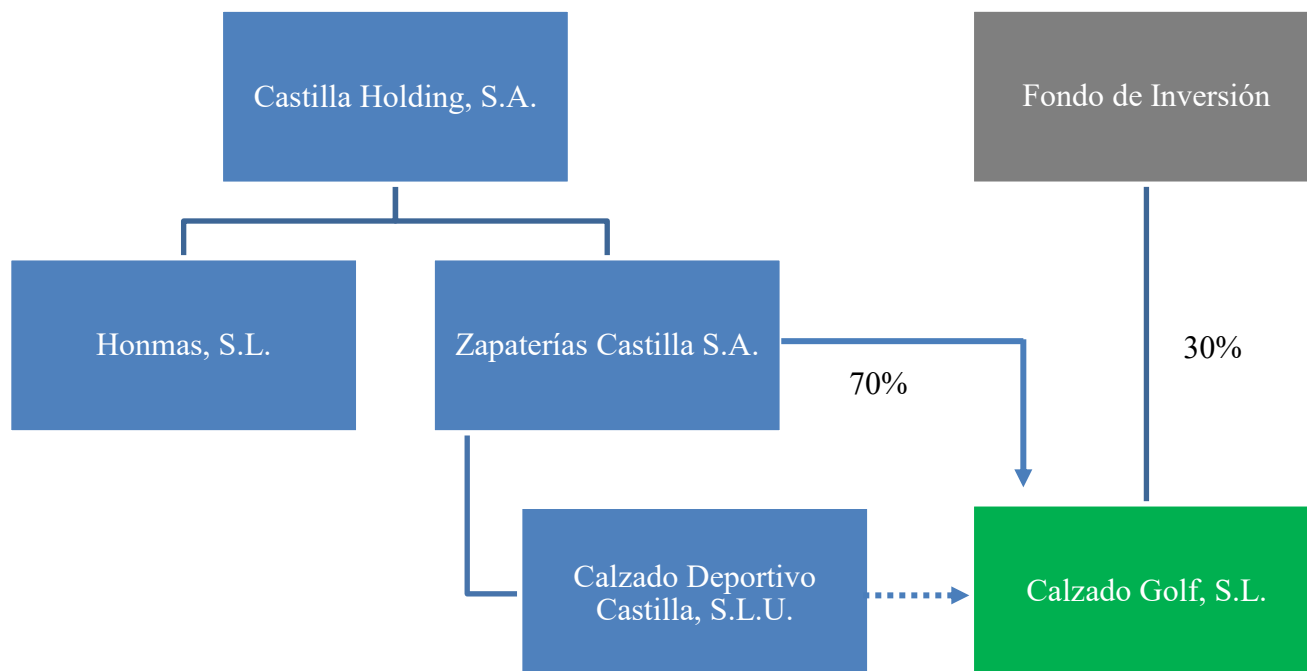 Castilla Holding, S.A.
Fondo de Inversión
Honmas, S.L.
Zapaterías Castilla S.A.
30%
70%
Calzado Deportivo
Castilla, S.L.U.
Calzado Golf, S.L.